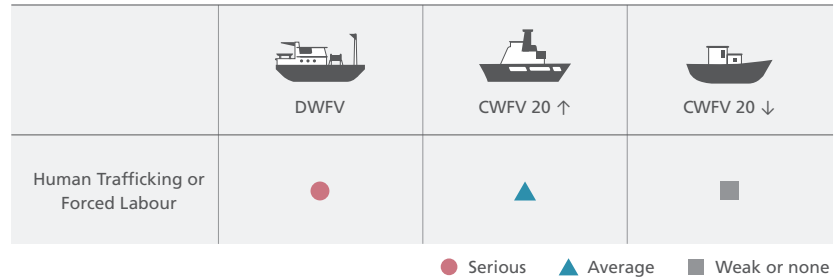 DWFV
CWFV 20 ↑
CWFV 20 ↓
Human Trafficking or
Forced Labour
Serious
Average
Weak or none